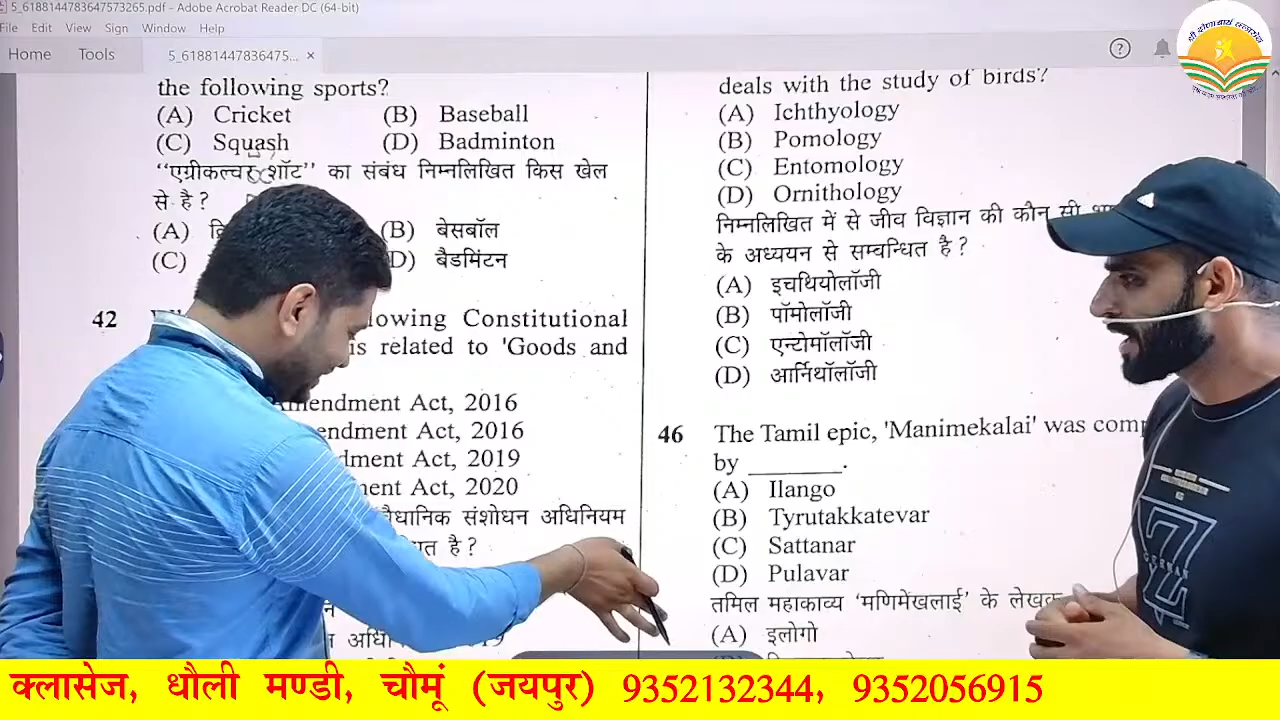 5_6188144783647573265.pdf - Adobe Acrobat Reader DC (64-bit)
File Edit View Sign Window Help
Home Tools 5_61881447836475... ×
the following sports?
(A) Cricket (B) Baseball
(C) Squash (D) Badminton
“एग्रीकल्चर शॉट” का संबंध निम्नलिखित किस खेल
से है ?
(A) (B) बेसबॉल
(C) (D) बैडमिंटन
42 lowing Constitutional
is related to 'Goods and
Amendment Act, 2016
endment Act, 2016
dment Act, 2019
ment Act, 2020
वैधानिक संशोधन अधिनियम
है ?
deals with the study of birds?
(A) Ichthyology
(B) Pomology
(C) Entomology
(D) Ornithology
निम्नलिखित में से जीव विज्ञान की कौन सी
के अध्ययन से सम्बन्धित है ?
(A) इचथियोलॉजी
(B) पॉमोलॉजी
(C) एन्टोमॉलॉजी
(D) आर्निथॉलॉजी
46 The Tamil epic, 'Manimekalai' was comp
by ________.
(A) Ilango
(B) Tyrutakkatevar
(C) Sattanar
(D) Pulavar
तमिल महाकाव्य ‘मणिमेंखलाई’ के लेखक
(A) इलोगो
क्लासेज, धौली मण्डी, चौमूं (जयपुर) 9352132344, 9352056915